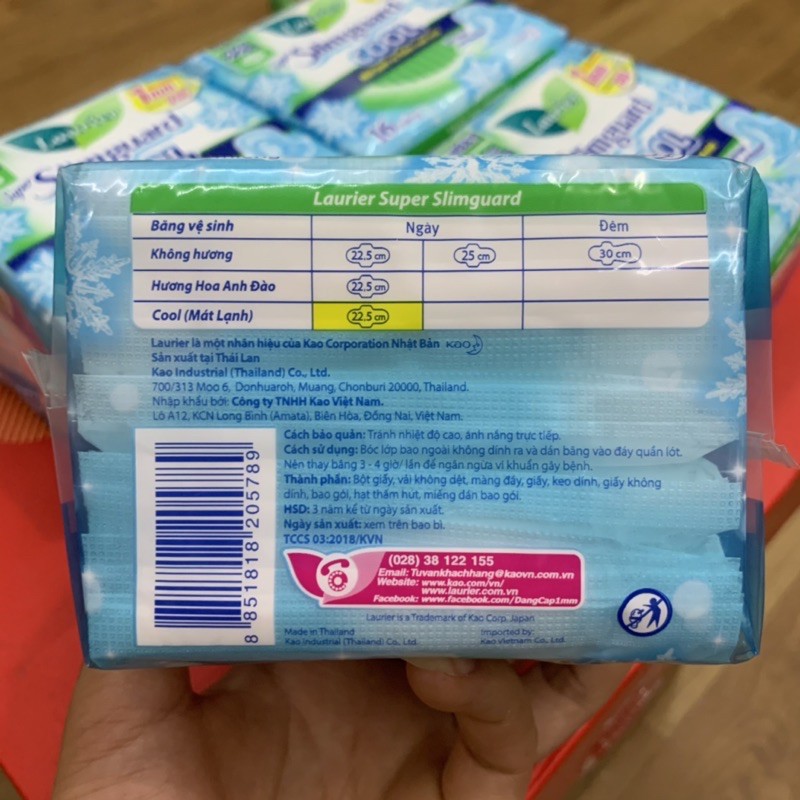 Laurier
Super
Slimguard
COOL
16
Laurier
Slimguard
Laurier
Laurier Super Slimguard
Băng vệ sinh Ngày Đêm
Không hương 22.5 cm 25 cm 30 cm
Hương Hoa Anh Đào 22.5 cm
Cool (Mát Lạnh) 22.5 cm
Laurier là một nhãn hiệu của Kao Corporation Nhật Bản Kao
Sản xuất tại Thái Lan
Kao Industrial (Thailand) Co., Ltd.
700/313 Moo 6, Donhuaroh, Muang, Chonburi 20000, Thailand.
Nhập khẩu bởi: Công ty TNHH Kao Việt Nam.
Lô A12, KCN Long Bình (Amata), Biên Hòa, Đồng Nai, Việt Nam.
Cách bảo quản: Tránh nhiệt độ cao, ánh nắng trực tiếp.
Cách sử dụng: Bóc lớp bao ngoài không dính ra và dán băng vào đáy quần lót.
Nên thay băng 3 - 4 giờ/ lần để ngăn ngừa vi khuẩn gây bệnh.
Thành phần: Bột giấy, vải không dệt, màng đáy, giấy, keo dính, giấy không
dính, bao gói, hạt thấm hút, miếng dán bao gói.
HSD: 3 năm kể từ ngày sản xuất.
Ngày sản xuất: xem trên bao bì.
TCCS 03:2018/KVN
8 851818 205789
(028) 38 122 155
Email: Tuvankhachhang@kaovn.com.vn
Website: www.kao.com/vn/
www.laurier.com.vn
Facebook: www.facebook.com/DangCap1mm
Laurier is a Trademark of Kao Corp. Japan
Made in Thailand Imported by:
Kao Industrial (Thailand) Co., Ltd. Kao Vietnam Co., Ltd.